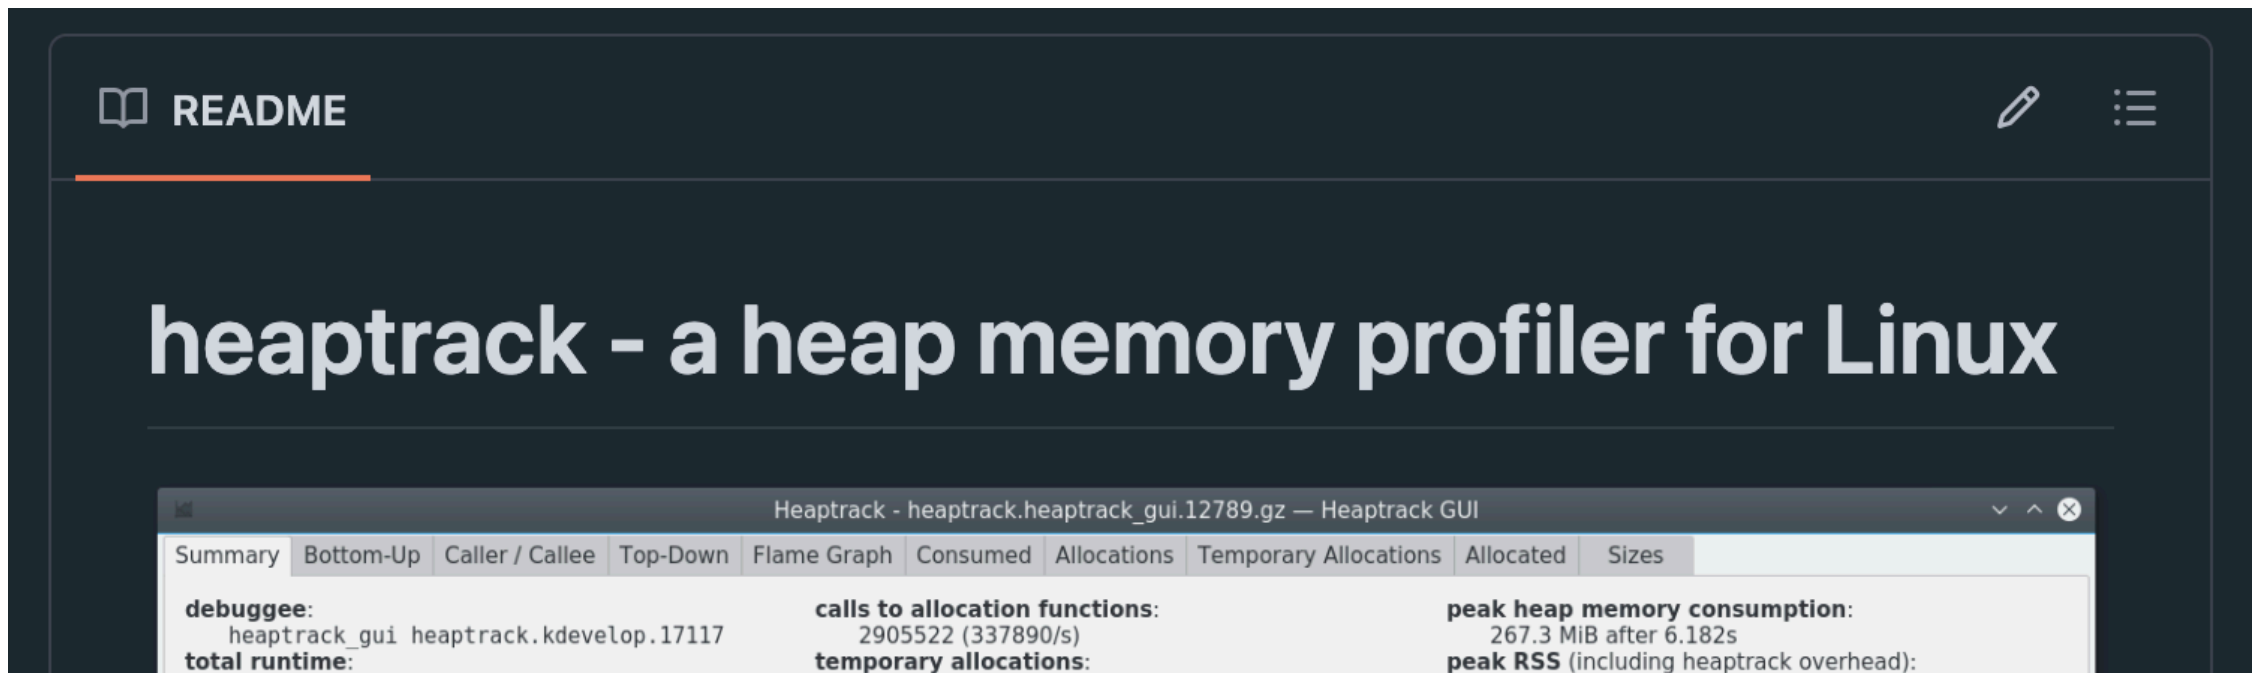 README
heaptrack - a heap memory profiler for Linux
Heaptrack - heaptrack.heaptrack_gui.12789.gz — Heaptrack GUI
Summary Bottom-Up Caller / Callee Top-Down Flame Graph Consumed Allocations Temporary Allocations Allocated Sizes
debuggee: calls to allocation functions: peak heap memory consumption:
heaptrack_gui heaptrack.kdevelop.17117 2905522 (337890/s) 267.3 MiB after 6.182s
total runtime: temporary allocations: peak RSS (including heaptrack overhead):